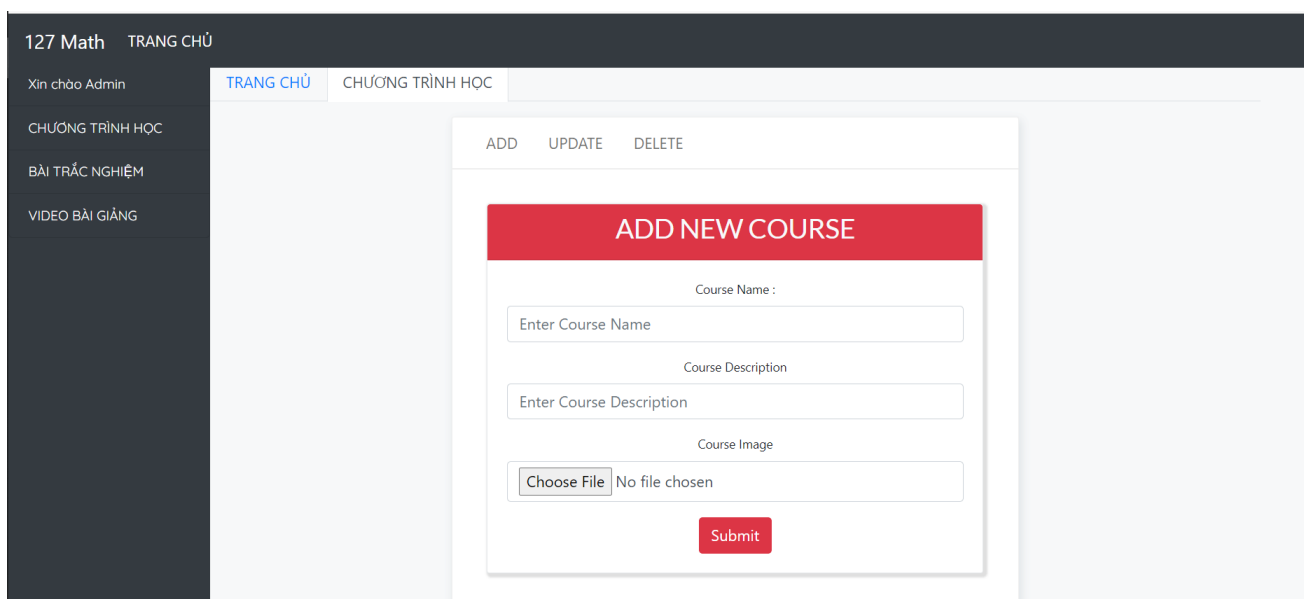 127 Math TRANG CHỦ
Xin chào Admin
CHƯƠNG TRÌNH HỌC
BÀI TRẮC NGHIỆM
VIDEO BÀI GIẢNG
TRANG CHỦ CHƯƠNG TRÌNH HỌC
ADD UPDATE DELETE
ADD NEW COURSE
Course Name :
Enter Course Name
Course Description
Enter Course Description
Course Image
Choose File No file chosen
Submit